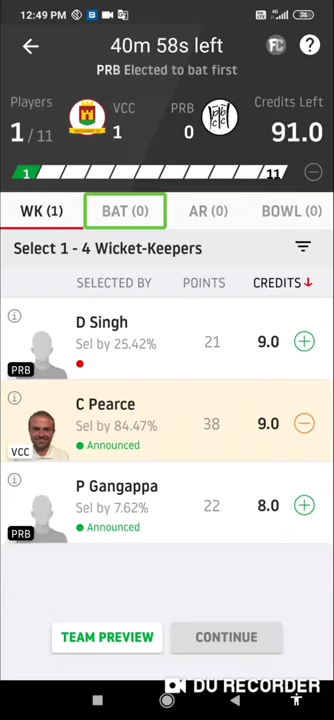 12:49 PM
74
40m 58s left
FC
?
PRB Elected to bat first
Players
VCC
PRB
Credits Left
1 / 11
1
0
91.0
1
11
WK (1)
BAT (0)
AR (0)
BOWL (0)
Select 1 - 4 Wicket-Keepers
SELECTED BY
POINTS
CREDITS
D Singh
Sel by 25.42%
21
9.0
PRB
C Pearce
Sel by 84.47%
38
9.0
Announced
VCC
P Gangappa
Sel by 7.62%
22
8.0
Announced
PRB
TEAM PREVIEW
CONTINUE
DU RECORDER